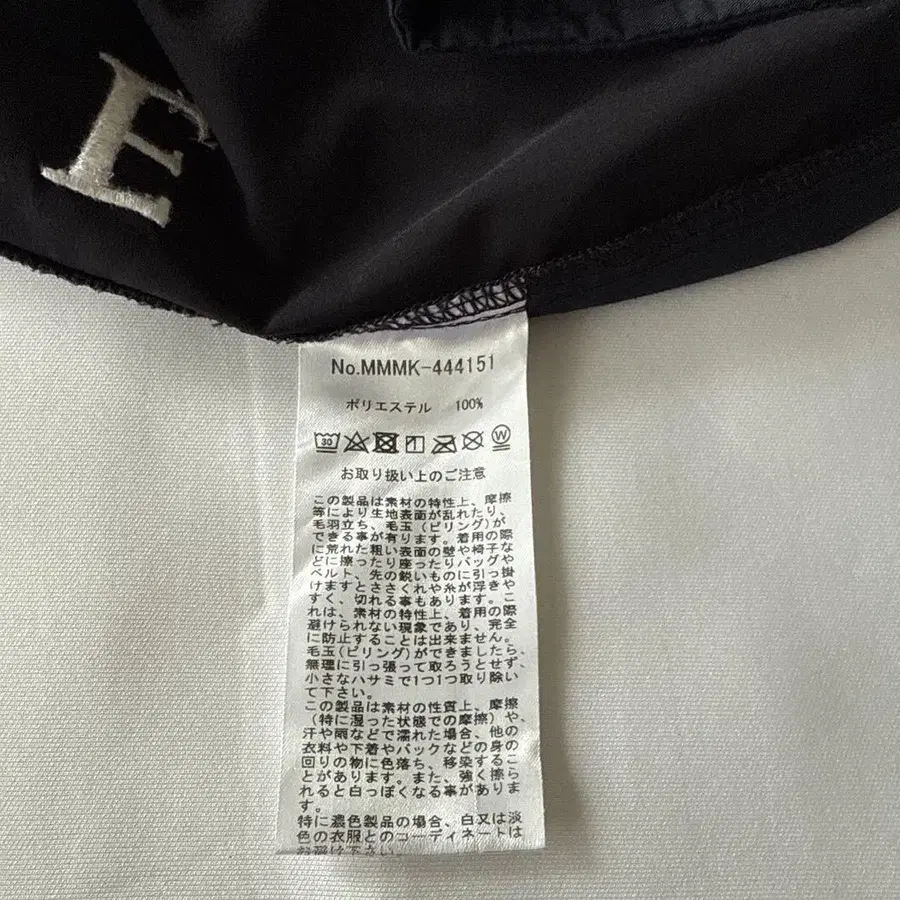 E
No.MMMK-444151
ポリエステル 100%
30
W
お取り扱い上のご注意
この製品は素材の特性上、摩擦
等により生地表面が乱れたり、
毛羽立ち、毛玉(ピリング)が
できる事が有ります。着用の際
に荒れた粗い表面の壁や椅子な
どに擦ったり座ったりバッグや
ベルト、先の鋭いものに引っ掛
けますとささくれや糸が浮きや
すく、切れる事もあります。こ
れは、素材の特性上、着用の際
避けられない現象であり、完全
に防止することは出来ません。
毛玉(ピリング)ができましたら、
無理に引っ張って取ろうとせず、
小さなハサミで1つ1つ取り除い
て下さい。
この製品は素材の性質上、摩擦
(特に湿った状態での摩擦)や、
汗や雨などで濡れた場合、他の
衣料や下着やバックなどの身の
回りの物に色落ち、移染するこ
とがあります。また、強く擦ら
れると白っぽくなる事がありま
す。
特に濃色製品の場合、白又は淡
色の衣服とのコーディネートは
お避け下さい。